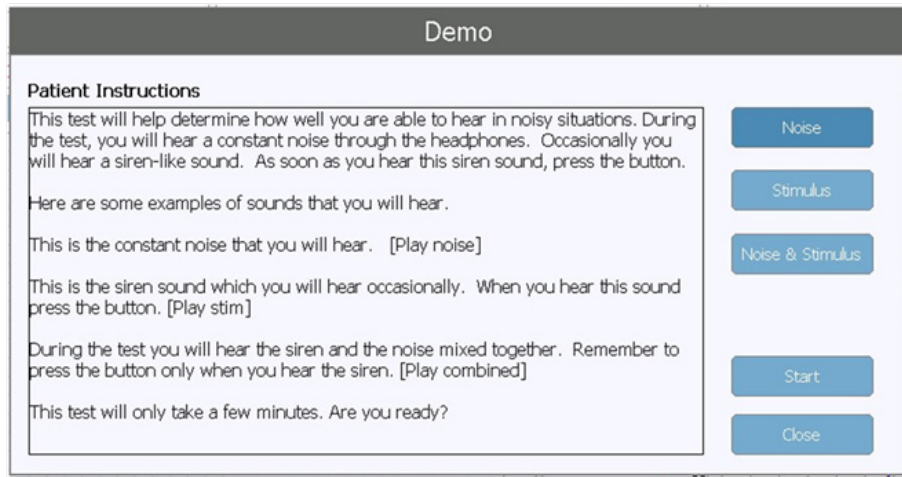 Demo
Patient Instructions
This test will help determine how well you are able to hear in noisy situations. During
the test, you will hear a constant noise through the headphones.  Occasionally you
will hear a siren-like sound.  As soon as you hear this siren sound, press the button.
Here are some examples of sounds that you will hear.
This is the constant noise that you will hear.   [Play noise]
This is the siren sound which you will hear occasionally.  When you hear this sound
press the button. [Play stim]
During the test you will hear the siren and the noise mixed together.  Remember to
press the button only when you hear the siren. [Play combined]
This test will only take a few minutes. Are you ready?
Noise
Stimulus
Noise & Stimulus
Start
Close